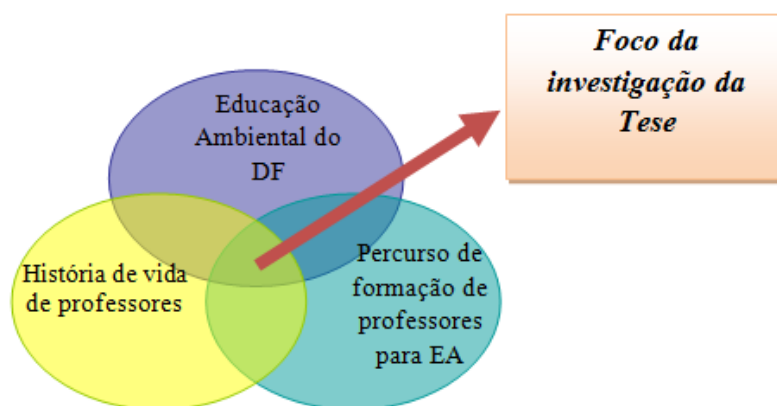 Foco da
investigação da
Tese
Educação
Ambiental do
DF
História de vida
de professores
Percurso de
formação de
professores
para EA